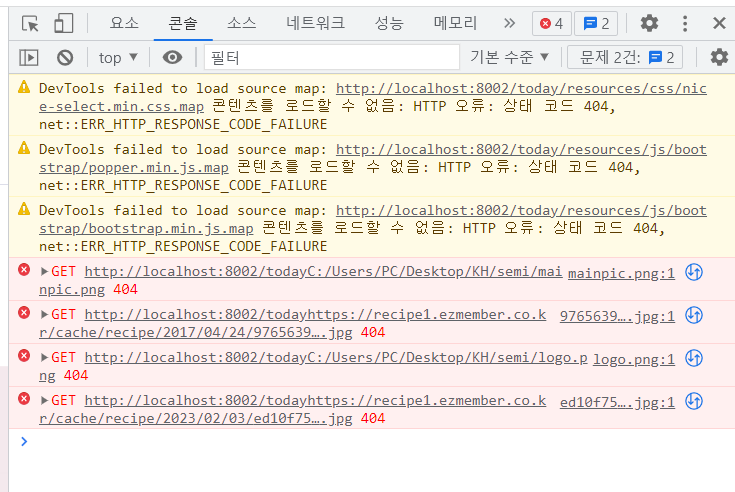 요소 콘솔 소스 네트워크 성능 메모리 » 4 2
top ▼ 필터 기본 수준 ▼ 문제 2건: 2
DevTools failed to load source map: http://localhost:8002/today/resources/css/nic
e-select.min.css.map 콘텐츠를 로드할 수 없음: HTTP 오류: 상태 코드 404,
net::ERR_HTTP_RESPONSE_CODE_FAILURE
DevTools failed to load source map: http://localhost:8002/today/resources/js/boot
strap/popper.min.js.map 콘텐츠를 로드할 수 없음: HTTP 오류: 상태 코드 404,
net::ERR_HTTP_RESPONSE_CODE_FAILURE
DevTools failed to load source map: http://localhost:8002/today/resources/js/boot
strap/bootstrap.min.js.map 콘텐츠를 로드할 수 없음: HTTP 오류: 상태 코드 404,
net::ERR_HTTP_RESPONSE_CODE_FAILURE
▶GET http://localhost:8002/todayC:/Users/PC/Desktop/KH/semi/mai mainpic.png:1
npic.png 404
▶GET http://localhost:8002/todayhttps://recipe1.ezmember.co.k 9765639….jpg:1
r/cache/recipe/2017/04/24/9765639….jpg 404
▶GET http://localhost:8002/todayC:/Users/PC/Desktop/KH/semi/logo.p logo.png:1
ng 404
▶GET http://localhost:8002/todayhttps://recipe1.ezmember.co.k ed10f75….jpg:1
r/cache/recipe/2023/02/03/ed10f75….jpg 404